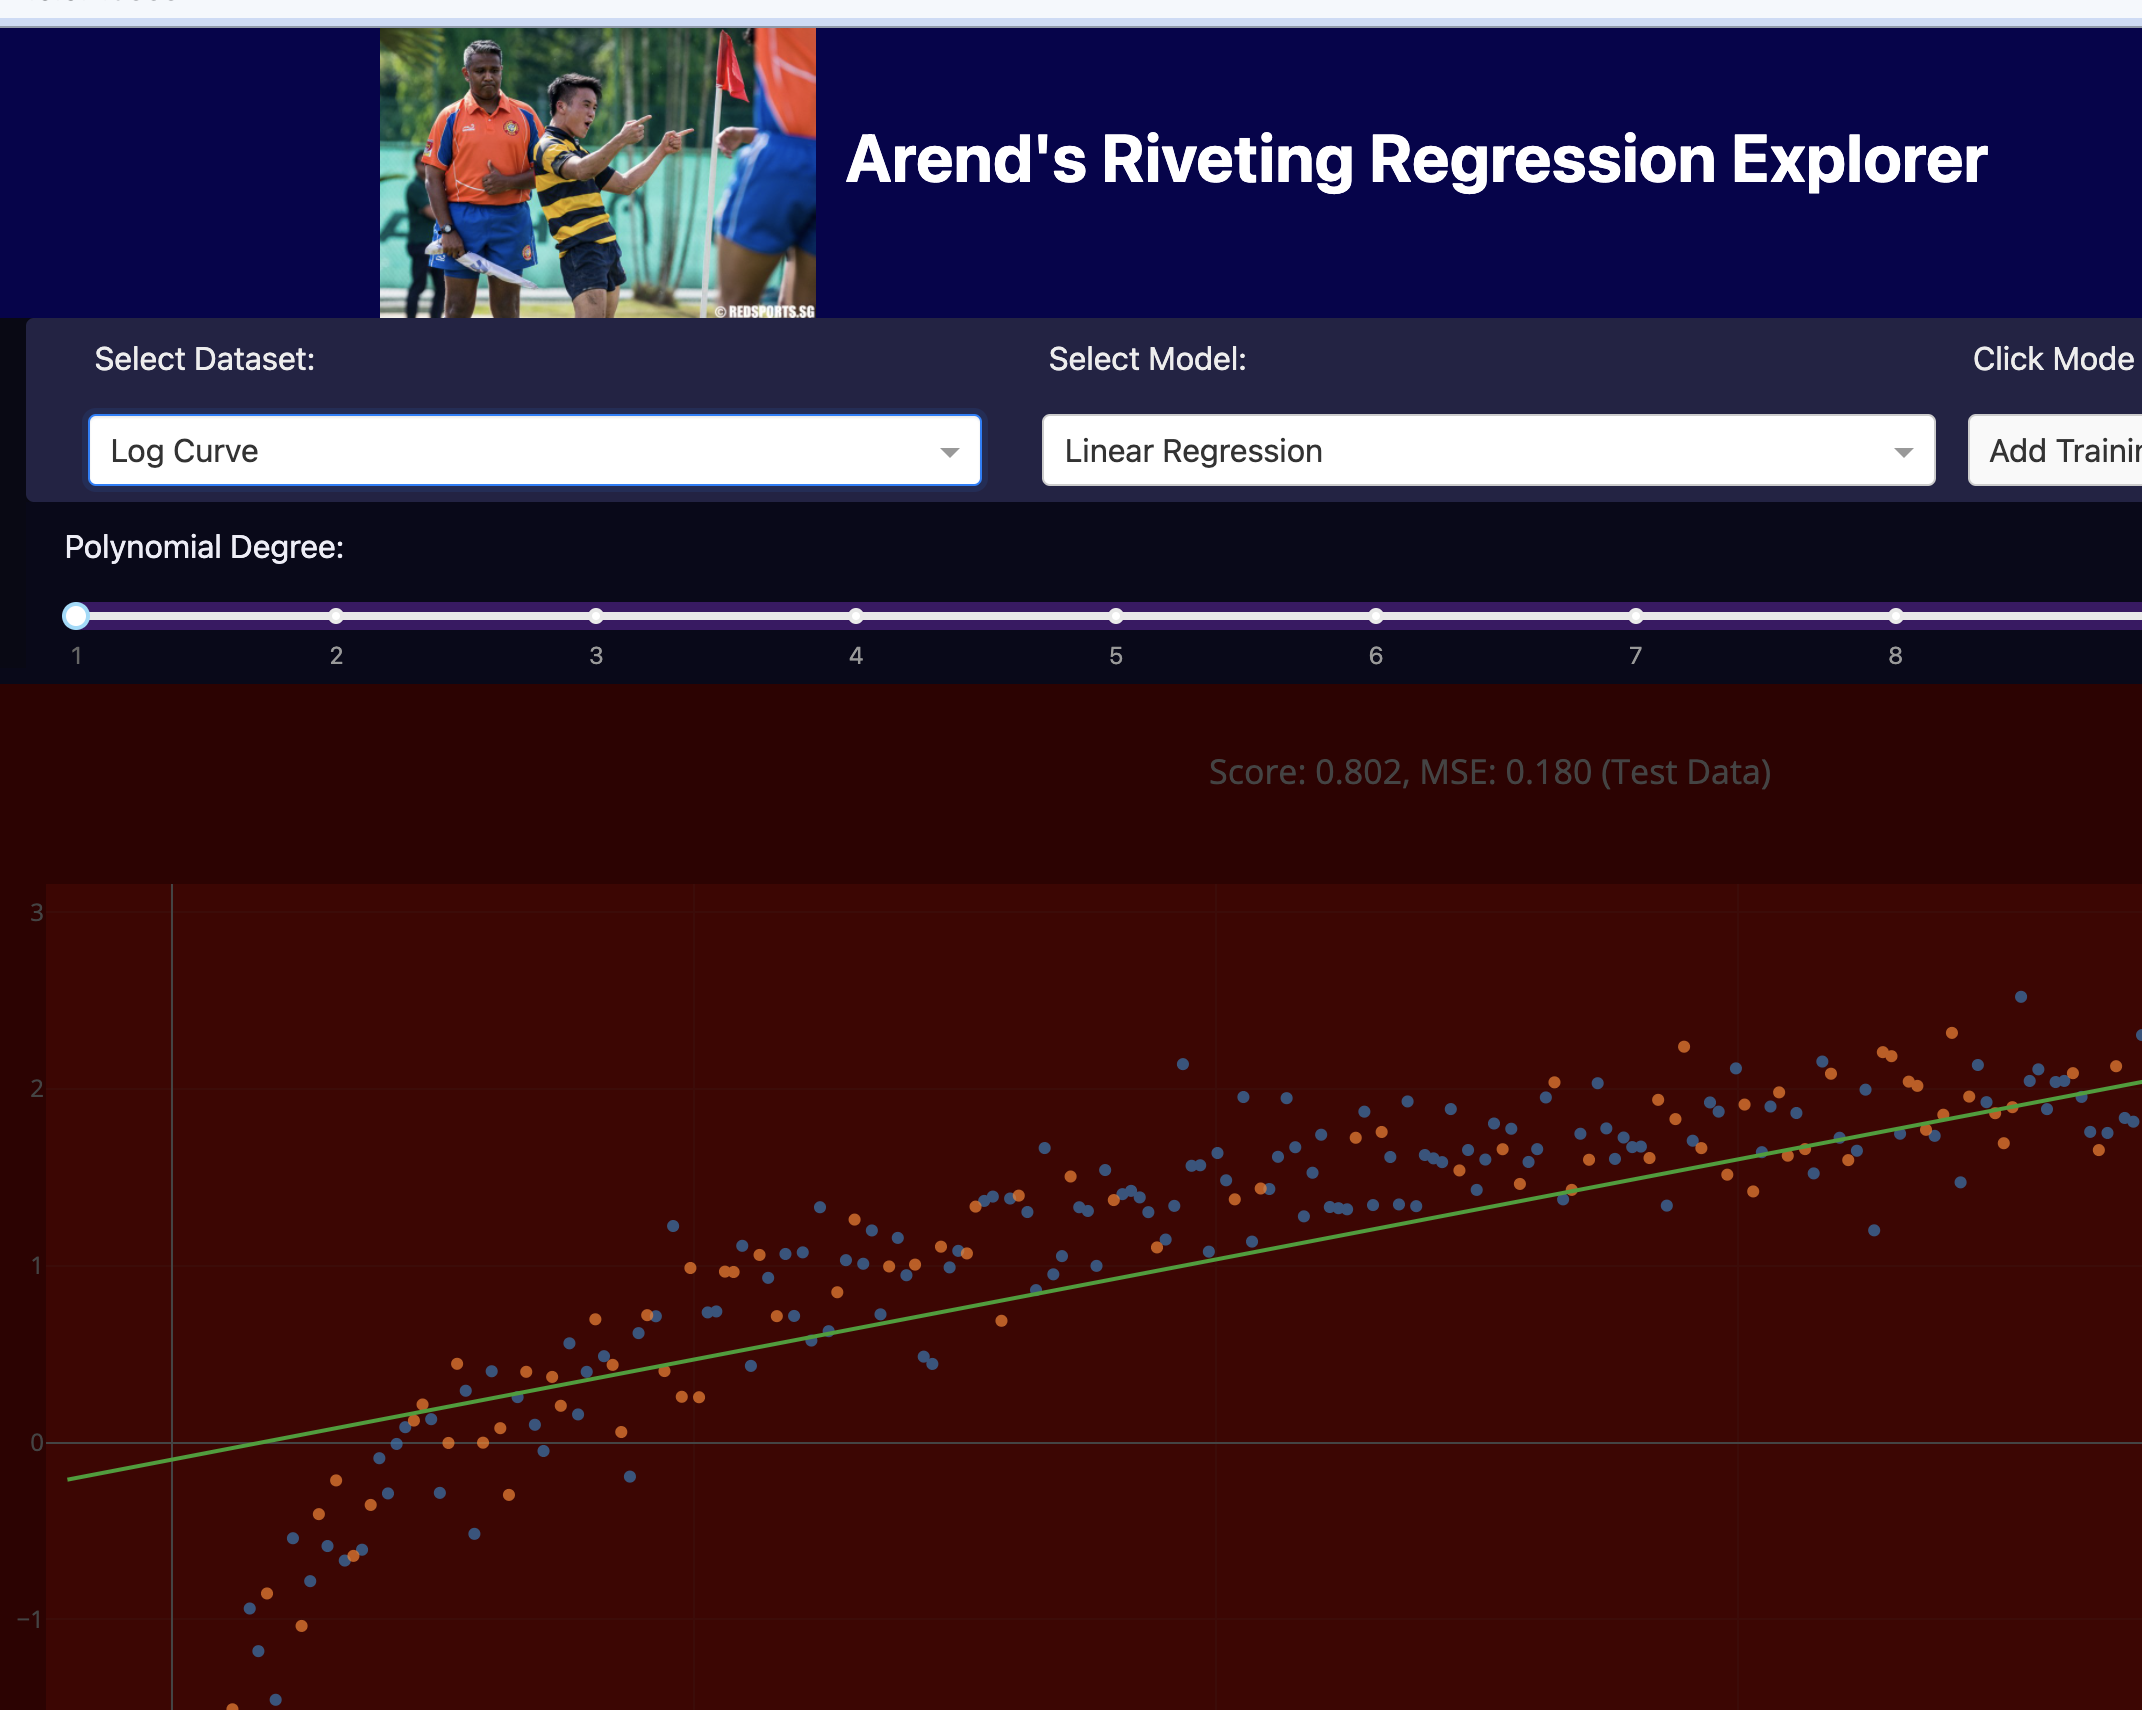 Arend's Riveting Regression Explorer
© REDSPORTS.SG
Select Dataset:
Select Model:
Click Mode
Log Curve
Linear Regression
Add Trainin
Polynomial Degree:
1 2 3 4 5 6 7 8
Score: 0.802, MSE: 0.180 (Test Data)
3
2
1
0
−1